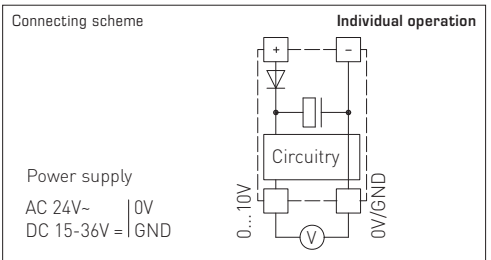 Connecting scheme
Individual operation
+ −
Circuitry
0...10V
0V/GND
V
Power supply
AC 24V~ | 0V
DC 15-36V = | GND